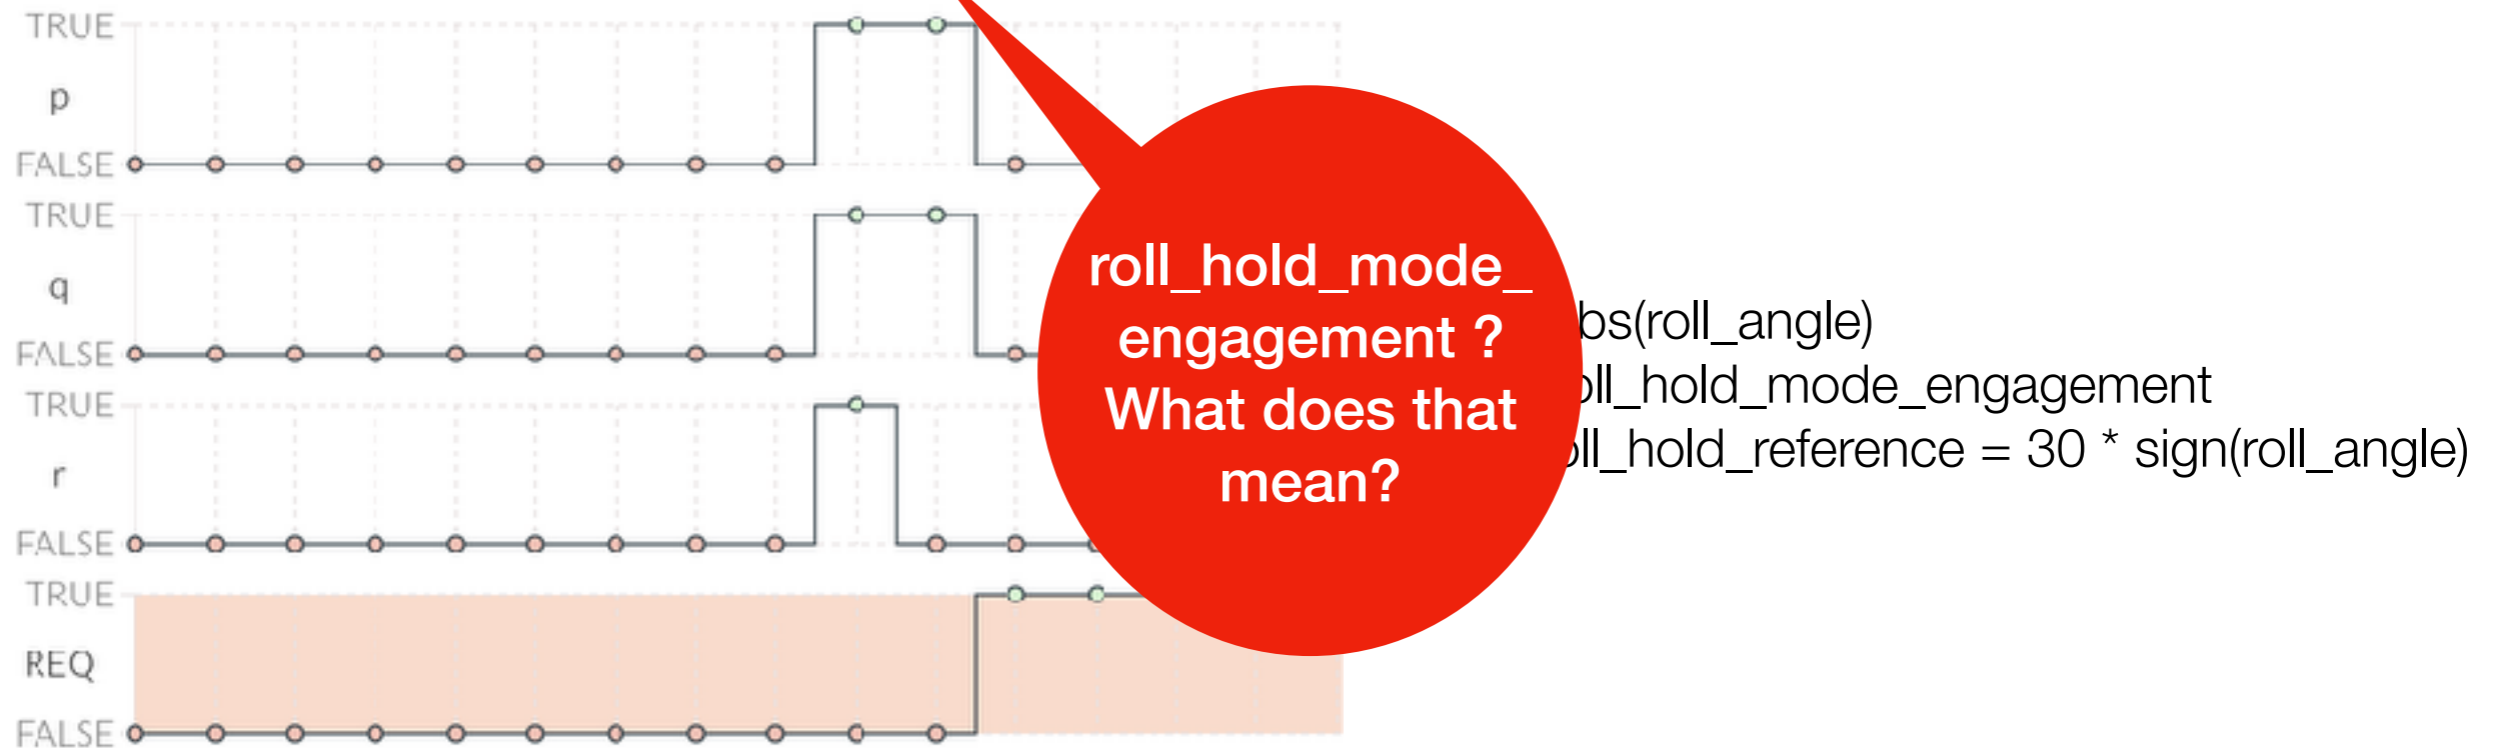 TRUE
p
FALSE
TRUE
q
FALSE
TRUE
r
FALSE
TRUE
REQ
FALSE
roll_hold_mode_
engagement ?
What does that
mean?
bs(roll_angle)
oll_hold_mode_engagement
oll_hold_reference = 30 * sign(roll_angle)